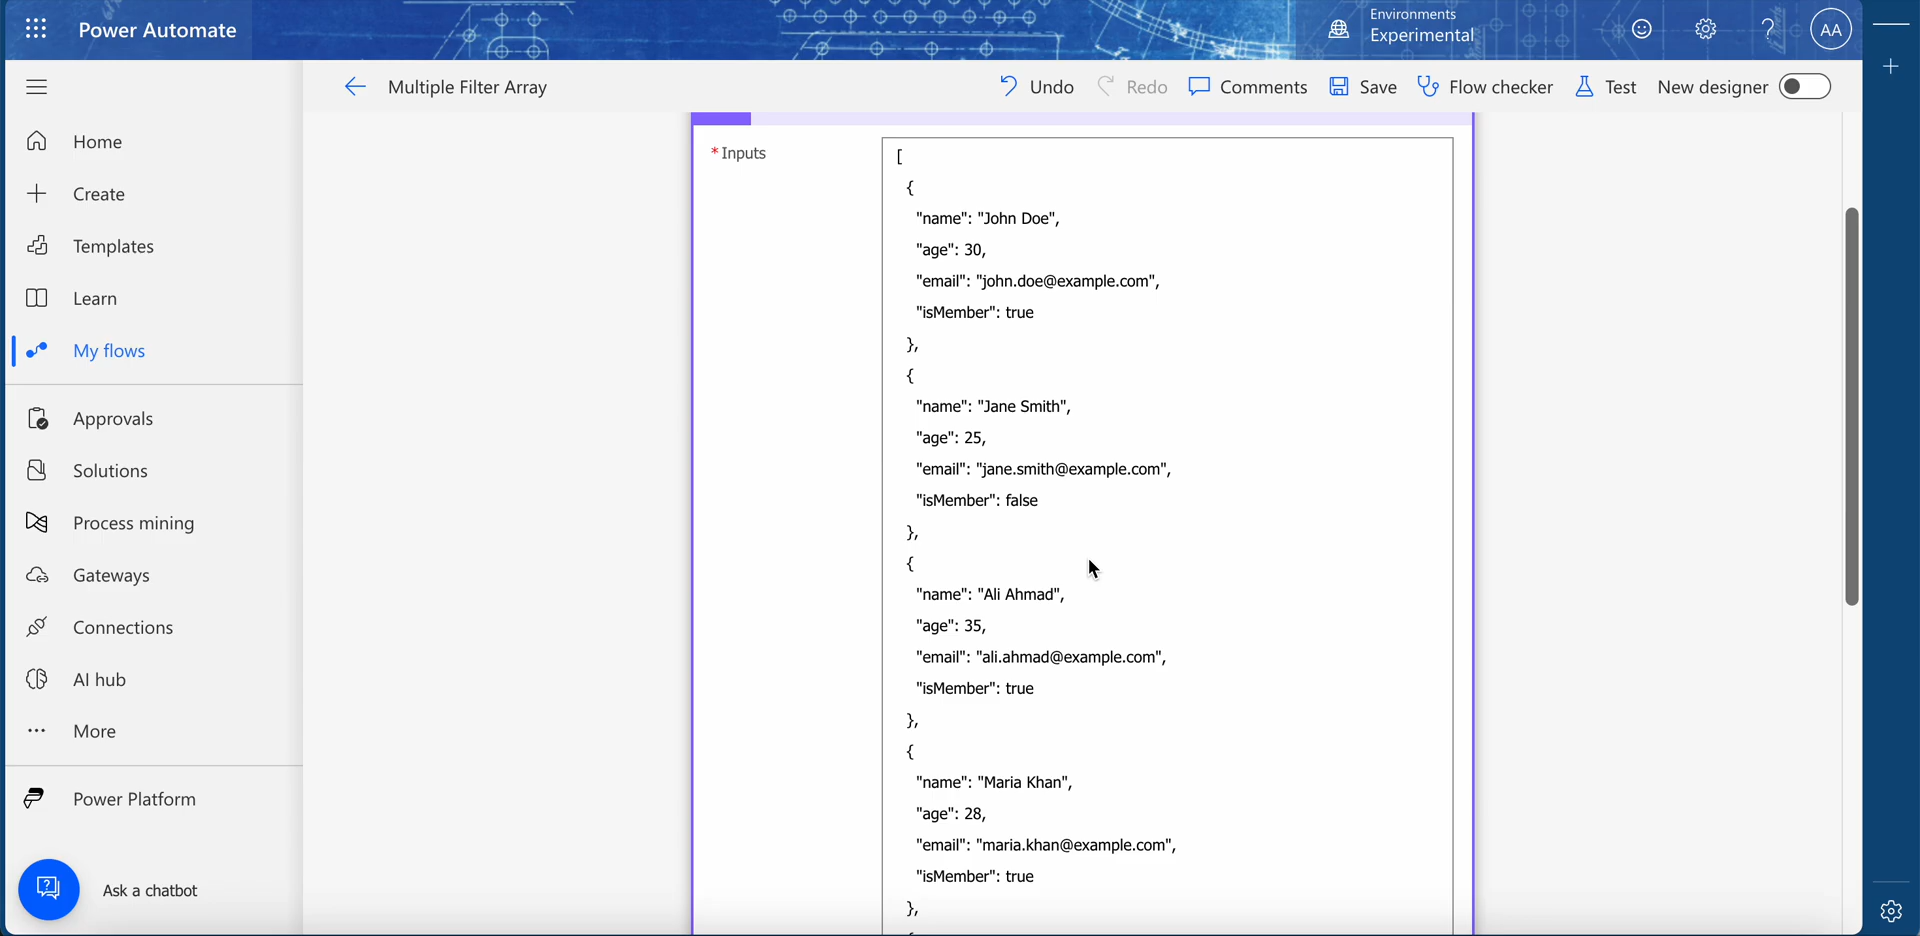 Power Automate
Environments
Experimental
AA
Multiple Filter Array
Undo
Redo
Comments
Save
Flow checker
Test
New designer
Home
Create
Templates
Learn
My flows
Approvals
Solutions
Process mining
Gateways
Connections
AI hub
More
Power Platform
Ask a chatbot
* Inputs
[
{
"name": "John Doe",
"age": 30,
"email": "john.doe@example.com",
"isMember": true
},
{
"name": "Jane Smith",
"age": 25,
"email": "jane.smith@example.com",
"isMember": false
},
{
"name": "Ali Ahmad",
"age": 35,
"email": "ali.ahmad@example.com",
"isMember": true
},
{
"name": "Maria Khan",
"age": 28,
"email": "maria.khan@example.com",
"isMember": true
},